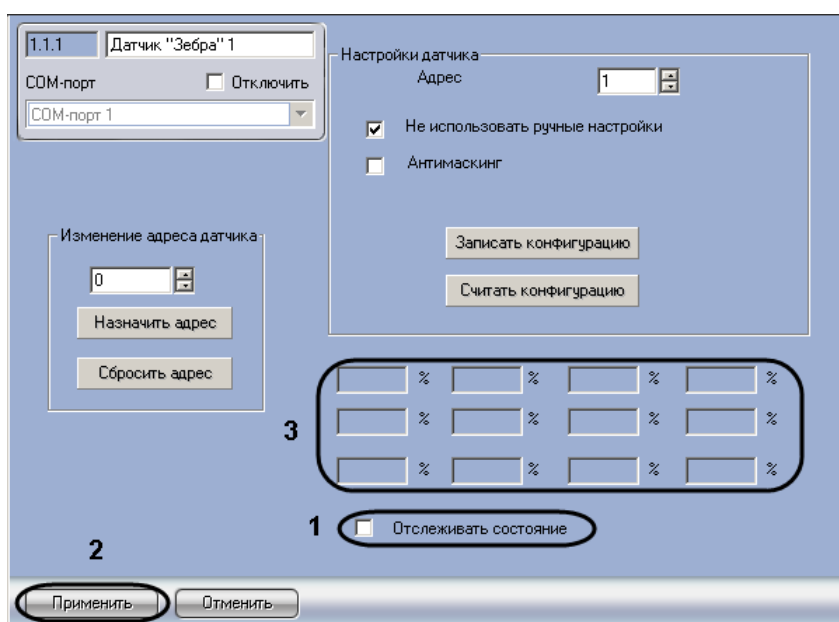 1.1.1 Датчик "Зебра" 1
COM-порт Отключить
COM-порт 1
Настройки датчика
Адрес 1
Не использовать ручные настройки
Антимаскинг
Записать конфигурацию
Считать конфигурацию
Изменение адреса датчика
0
Назначить адрес
Сбросить адрес
% % % %
3 % % % %
% % % %
1 Отслеживать состояние
2
Применить Отменить